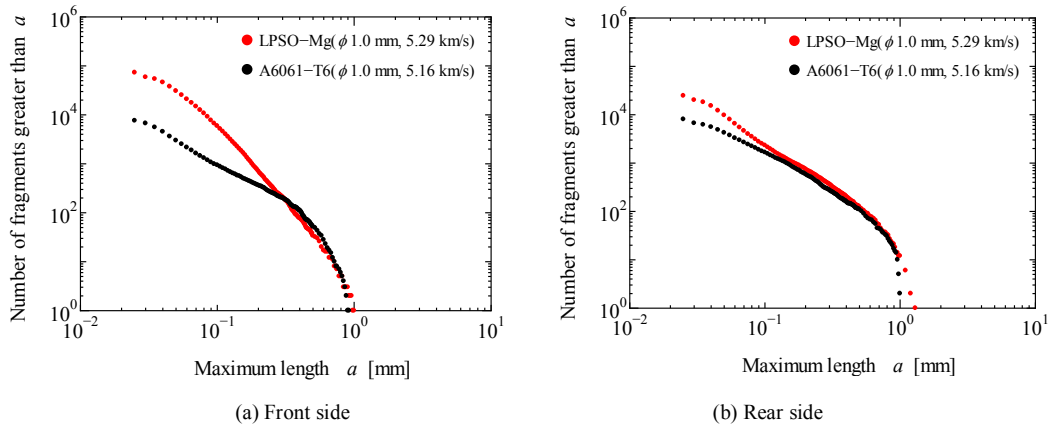 Number of fragments greater than a
10^6
10^4
10^2
10^0
LPSO−Mg(ϕ 1.0 mm, 5.29 km/s)
A6061−T6(ϕ 1.0 mm, 5.16 km/s)
10^−2
10^−1
10^0
10^1
Maximum length a [mm]
(a) Front side
Number of fragments greater than a
10^6
10^4
10^2
10^0
LPSO−Mg(ϕ 1.0 mm, 5.29 km/s)
A6061−T6(ϕ 1.0 mm, 5.16 km/s)
10^−2
10^−1
10^0
10^1
Maximum length a [mm]
(b) Rear side